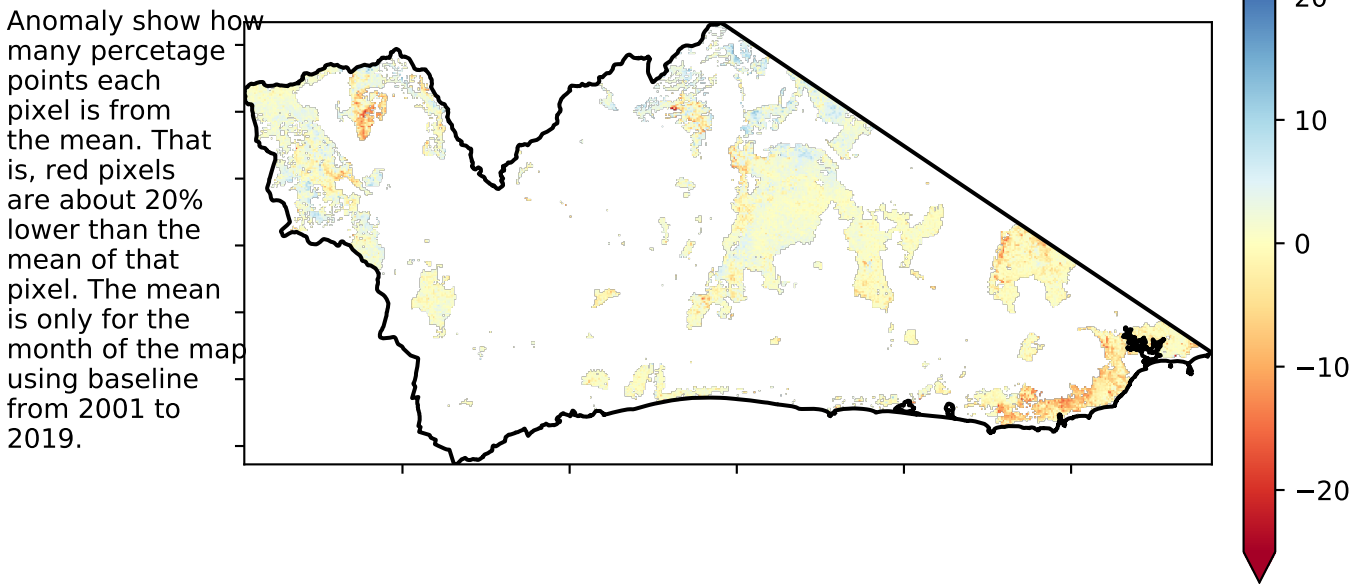 Anomaly show how
many percetage
points each
pixel is from
the mean. That
is, red pixels
are about 20%
lower than the
mean of that
pixel. The mean
is only for the
month of the map
using baseline
from 2001 to
2019.
20
10
0
−10
−20